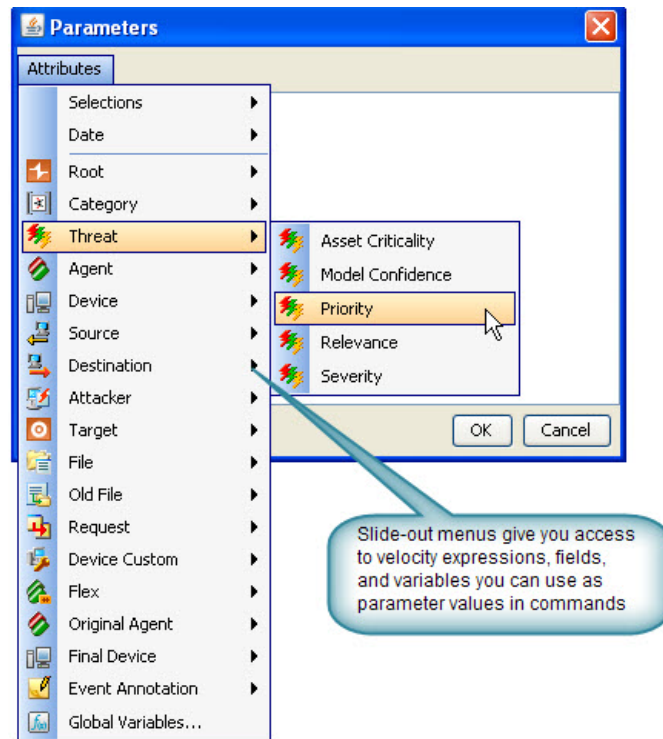 Parameters
Attributes
Selections
Date
Root
Category
Threat
Agent
Device
Source
Destination
Attacker
Target
File
Old File
Request
Device Custom
Flex
Original Agent
Final Device
Event Annotation
Global Variables...
Asset Criticality
Model Confidence
Priority
Relevance
Severity
OK
Cancel
Slide-out menus give you access
to velocity expressions, fields,
and variables you can use as
parameter values in commands